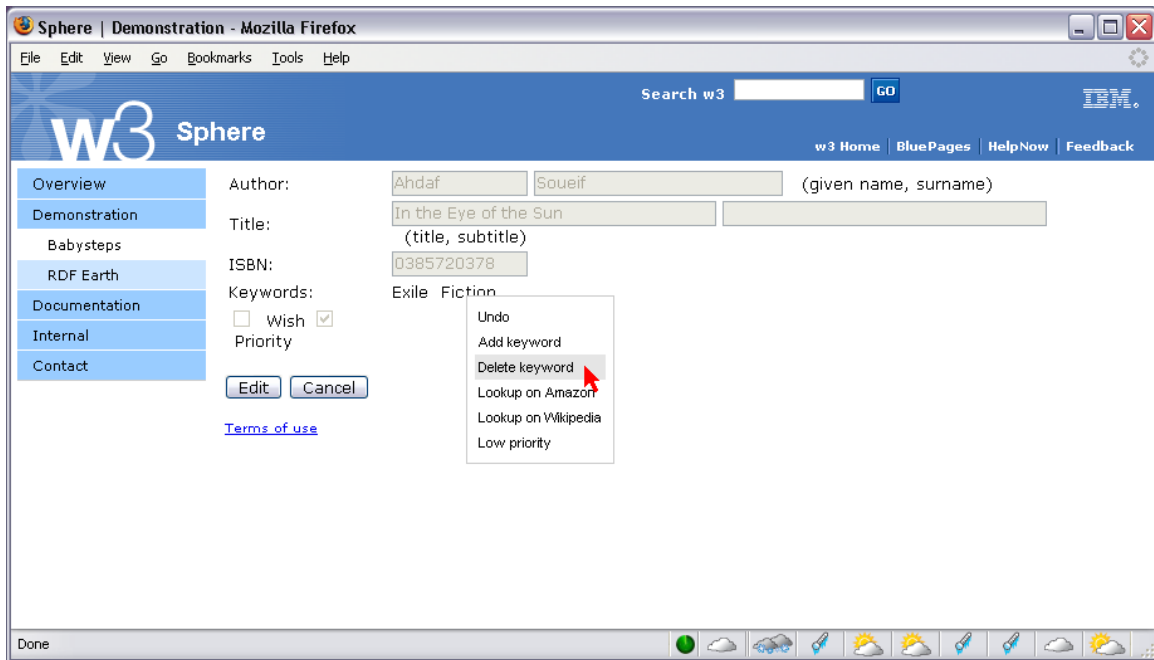 Sphere | Demonstration - Mozilla Firefox
File Edit View Go Bookmarks Tools Help
Search w3 GO
IBM.
w3 Sphere
w3 Home BluePages HelpNow Feedback
Overview
Demonstration
Babysteps
RDF Earth
Documentation
Internal
Contact
Author: Ahdaf Soueif (given name, surname)
Title: In the Eye of the Sun
(title, subtitle)
ISBN: 0385720378
Keywords: Exile Fiction
Wish
Priority
Edit Cancel
Terms of use
Undo
Add keyword
Delete keyword
Lookup on Amazon
Lookup on Wikipedia
Low priority
Done